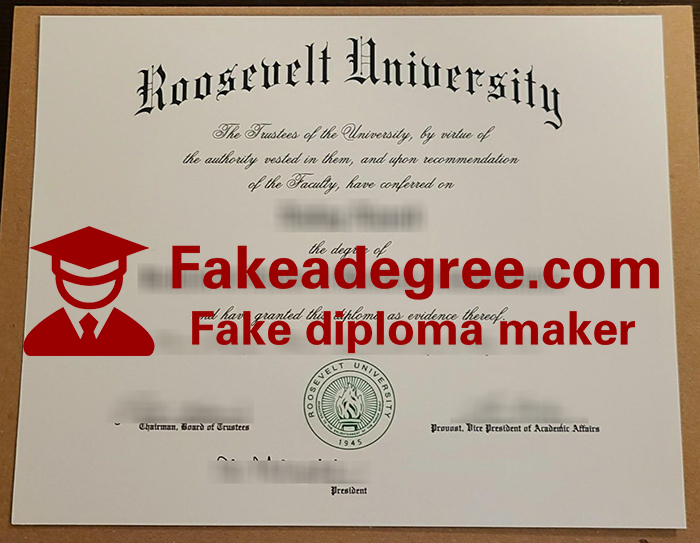 Roosevelt University
The Trustees of the University, by virtue of
the authority vested in them, and upon recommendation
of the Faculty, have conferred on
the degree of
Fakeadegree.com
and have granted this diploma as evidence thereof.
Fake diploma maker
ROOSEVELT UNIVERSITY
1945
Chairman, Board of Trustees
Provost, Vice President of Academic Affairs
President